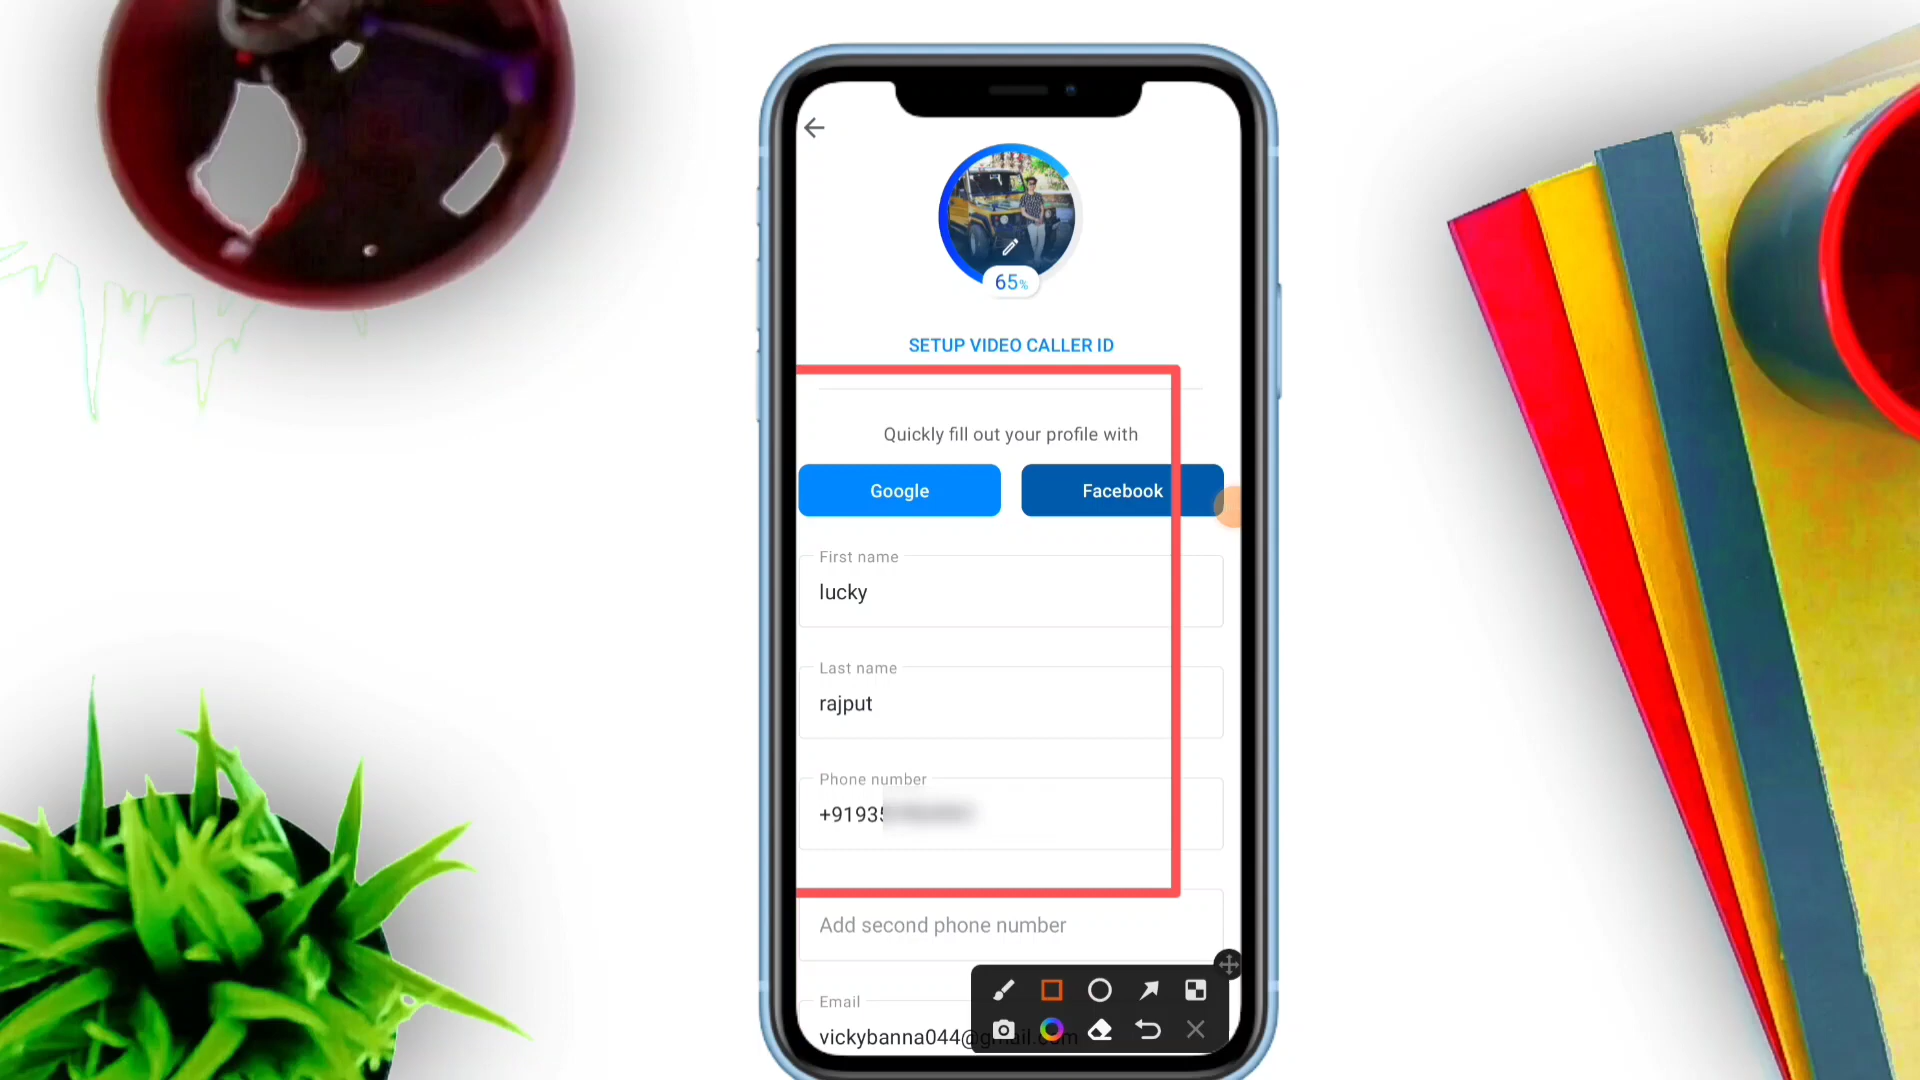 65%
SETUP VIDEO CALLER ID
Quickly fill out your profile with
Google Facebook
First name
lucky
Last name
rajput
Phone number
+9193
Add second phone number
Email
vickybanna044@gmail.com